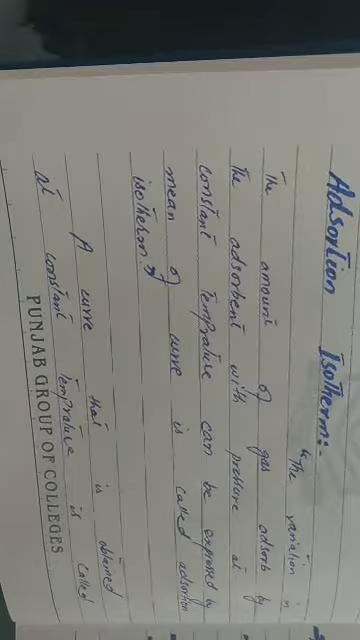 Adsortion Isotherm:-
"The variation in
the amount of gas adsorb by
the adsorbent with pressure at
constant temprature can be expressed by
mean of curve is called adsortion
isotherm."
A curve that is obtained
at constant temprature is called
PUNJAB GROUP OF COLLEGES